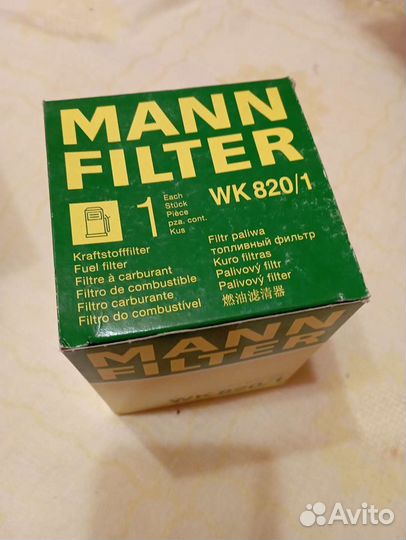 MANN
FILTER
1
Each
Stück
Pièce
pza. cont.
Kus
WK 820/1
Kraftstofffilter
Fuel filter
Filtre à carburant
Filtro de combustible
Filtro carburante
Filtro do combustível
Filtr paliwa
топливный фильтр
Kuro filtras
Palivový filtr
Palivový filter
燃油滤清器
MANN
FILTER
WK 820/1
Avito